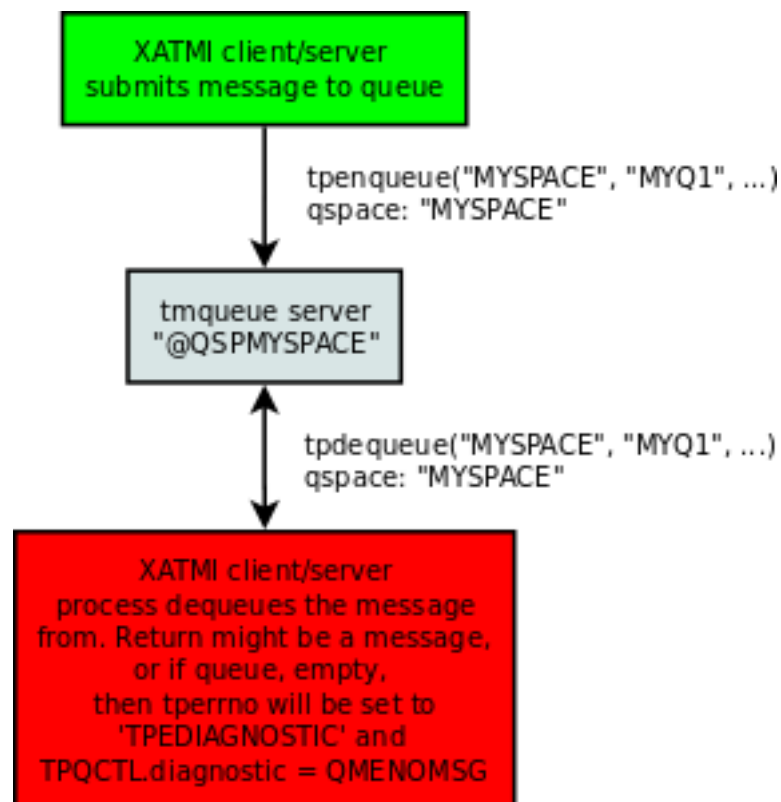 XATMI client/server
submits message to queue
tpenqueue("MYSPACE", "MYQ1", ...)
qspace: "MYSPACE"
tmqueue server
"@QSPMYSPACE"
tpdequeue("MYSPACE", "MYQ1", ...)
qspace: "MYSPACE"
XATMI client/server
process dequeues the message
from. Return might be a message,
or if queue, empty,
then tperrno will be set to
'TPEDIAGNOSTIC' and
TPQCTL.diagnostic = QMENOMSG